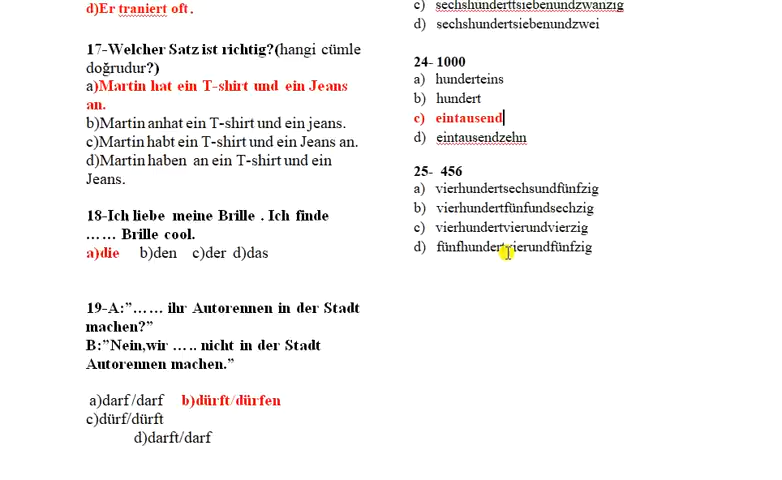 d)Er traniert oft.
17-Welcher Satz ist richtig?(hangi cümle
doğrudur?)
a)Martin hat ein T-shirt und ein Jeans
an.
b)Martin anhat ein T-shirt und ein jeans.
c)Martin habt ein T-shirt und ein Jeans an.
d)Martin haben an ein T-shirt und ein
Jeans.
18-Ich liebe meine Brille . Ich finde
…… Brille cool.
a)die b)den c)der d)das
19-A:”…… ihr Autorennen in der Stadt
machen?”
B:”Nein,wir ….. nicht in der Stadt
Autorennen machen.”
a)darf /darf b)dürft/dürfen
c)dürf/dürft
d)darft/darf
c) sechshunderttsiebenundzwanzig
d) sechshundertsiebenundzwei
24- 1000
a) hunderteins
b) hundert
c) eintausend
d) eintausendzehn
25- 456
a) vierhundertsechsundfünfzig
b) vierhundertfünfundsechzig
c) vierhundertvierundvierzig
d) fünfhundertvierundfünfzig